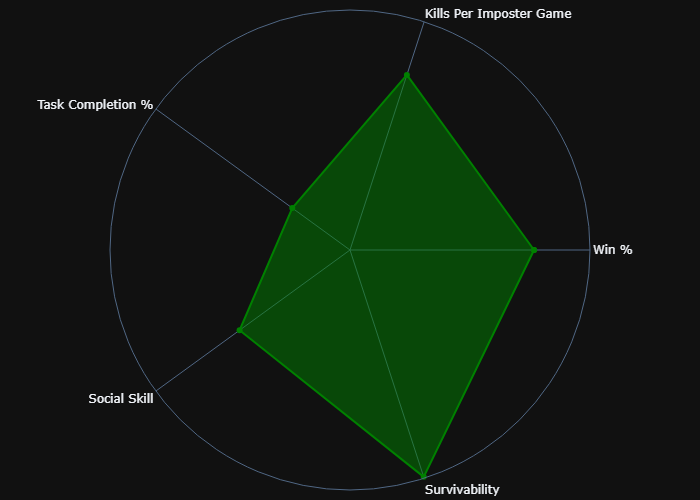 Kills Per Imposter Game
Task Completion %
Win %
Social Skill
Survivability